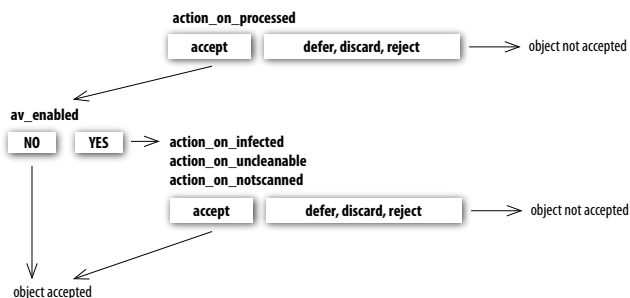 action_on_processed
accept
defer, discard, reject
object not accepted
av_enabled
NO
YES
action_on_infected
action_on_uncleanable
action_on_notscanned
accept
defer, discard, reject
object not accepted
object accepted